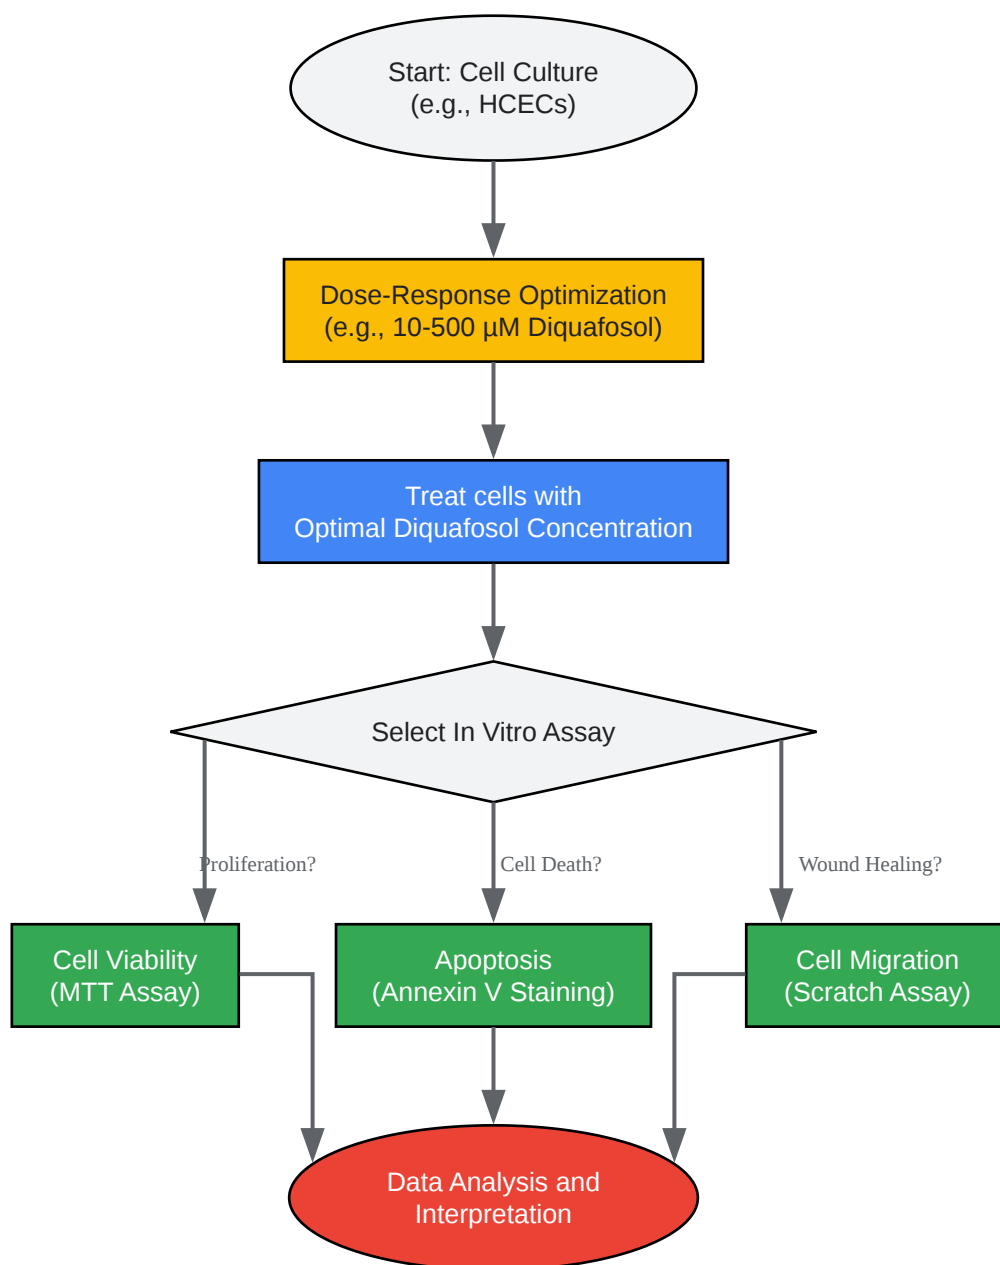 Start: Cell Culture
(e.g., HCECs)
Dose-Response Optimization
(e.g., 10-500 µM Diquafosol)
Treat cells with
Optimal Diquafosol Concentration
Select In Vitro Assay
Proliferation?
Cell Death?
Wound Healing?
Cell Viability
(MTT Assay)
Apoptosis
(Annexin V Staining)
Cell Migration
(Scratch Assay)
Data Analysis and
Interpretation